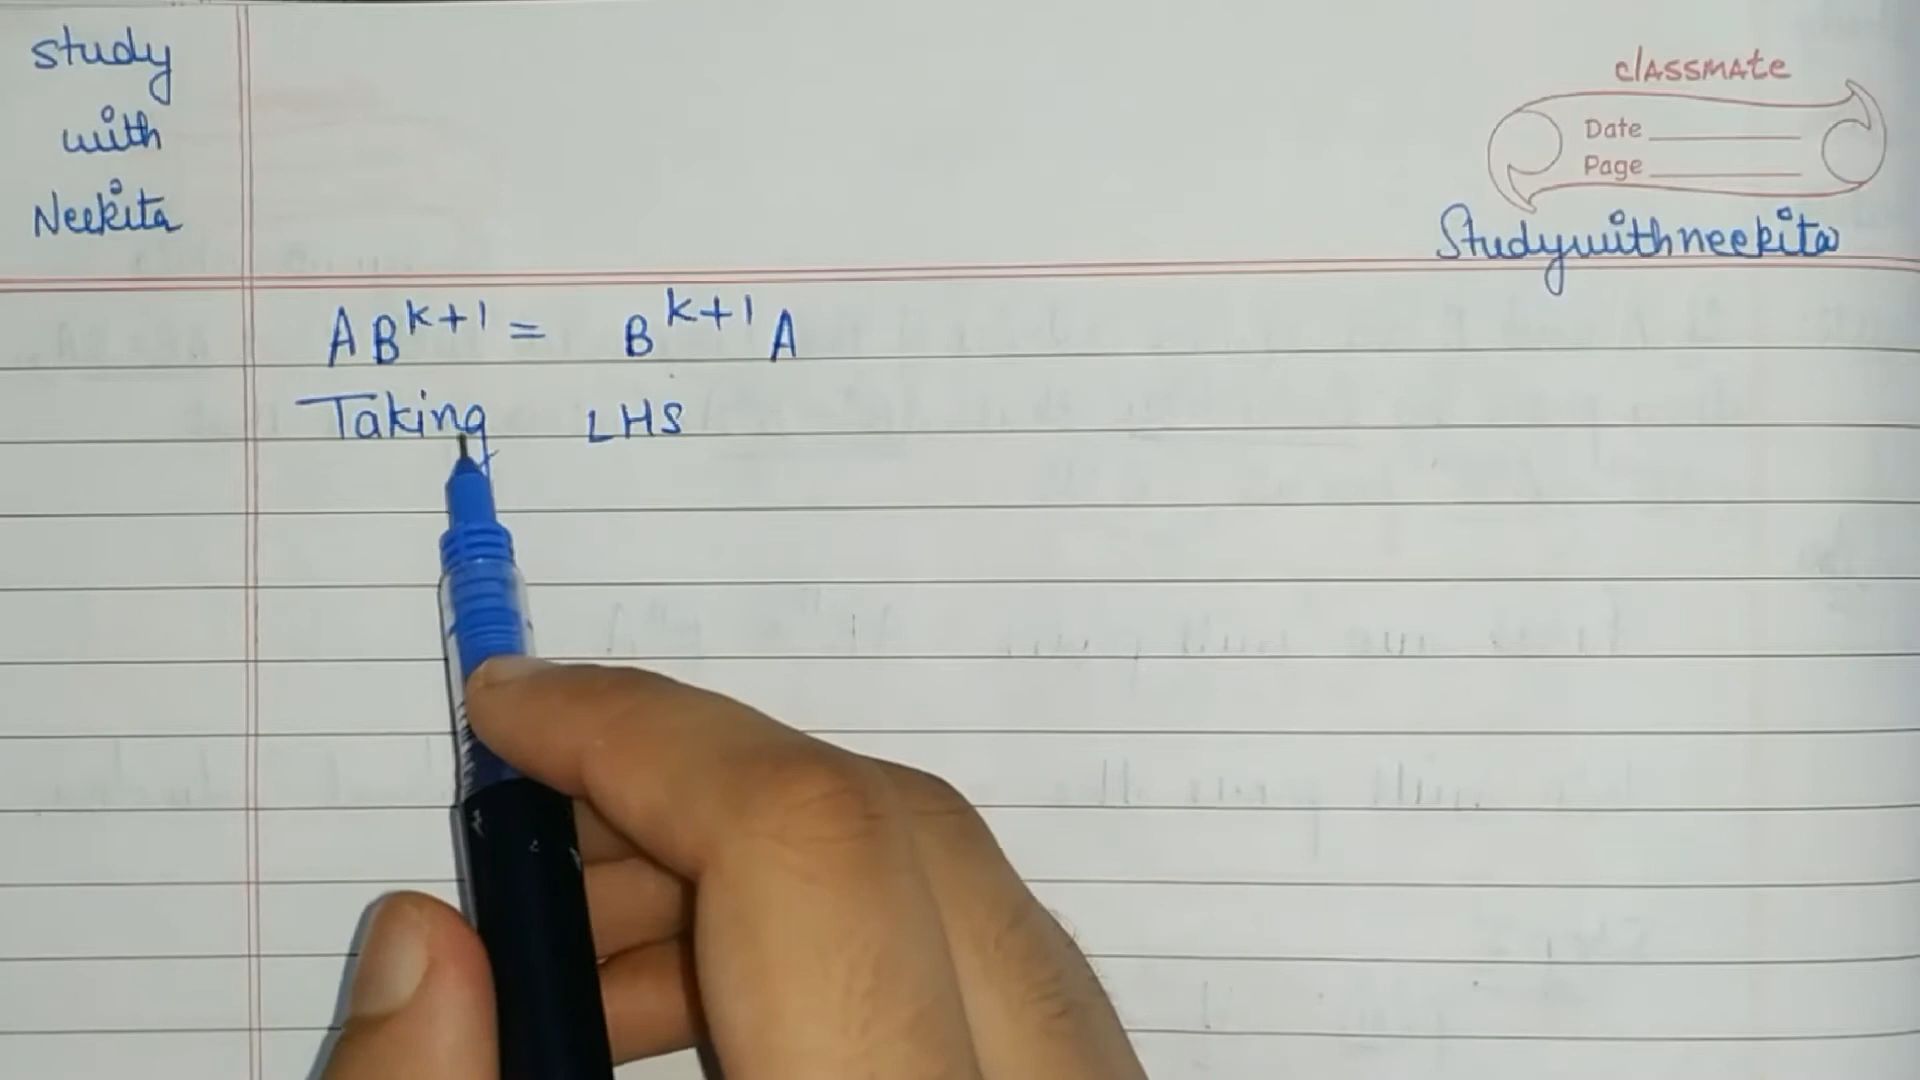 study
with
Neekita
classmate
Date
Page
Studywithneekita
AB^{k+1} = B^{k+1} A
Taking LHS